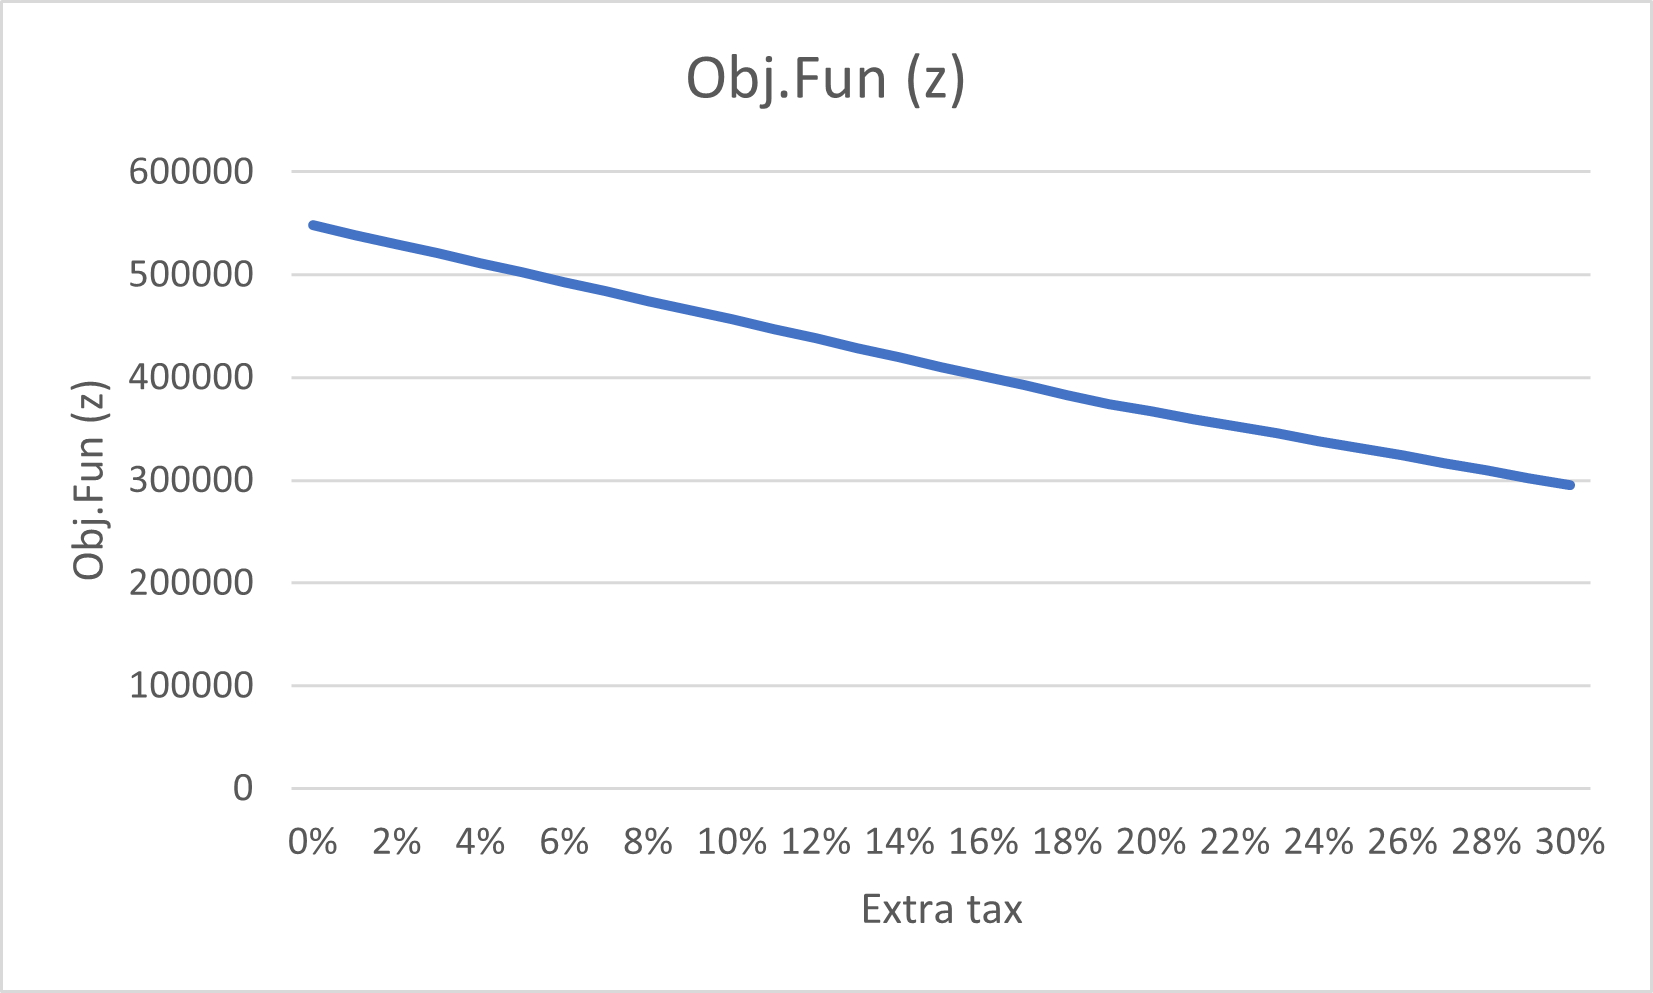 Obj.Fun (z)
600000
500000
400000
300000
200000
100000
0
Obj.Fun (z)
0% 2% 4% 6% 8% 10% 12% 14% 16% 18% 20% 22% 24% 26% 28% 30%
Extra tax